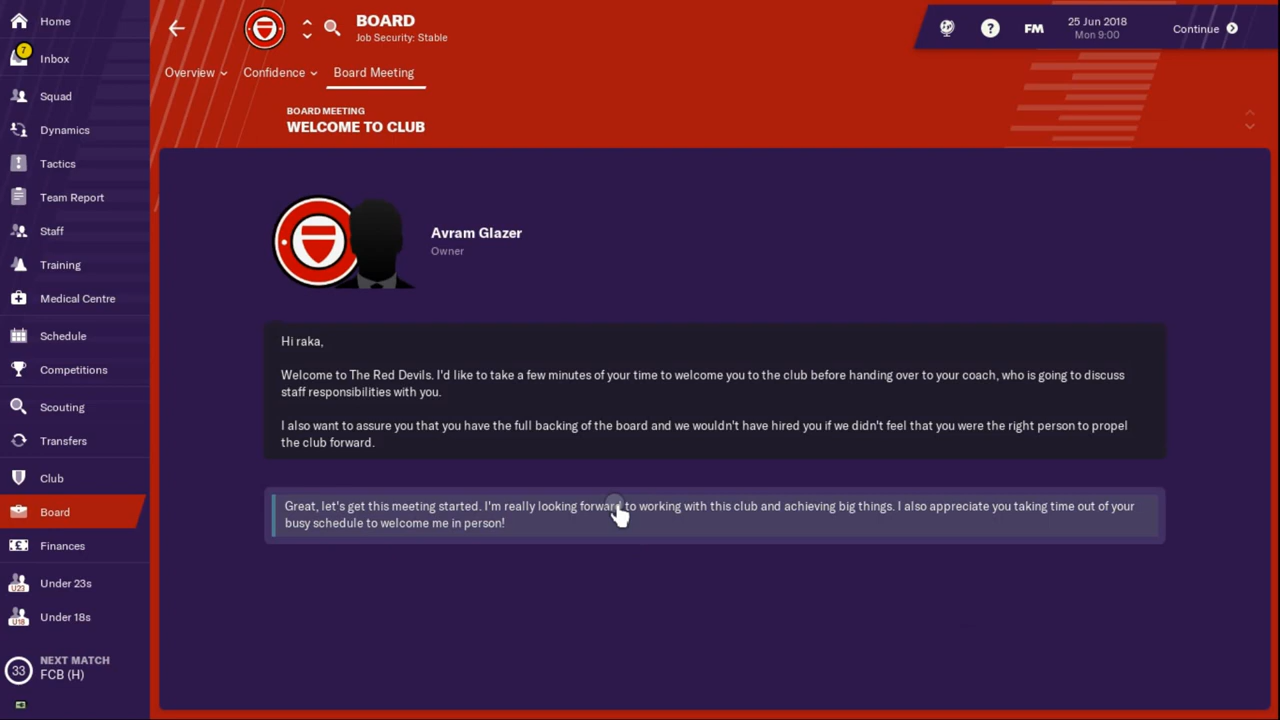 Home
BOARD
Job Security: Stable
FM
25 Jun 2018
Mon 9:00
Continue
7
Inbox
Overview
Confidence
Board Meeting
Squad
BOARD MEETING
WELCOME TO CLUB
Dynamics
Tactics
Team Report
Staff
Training
Medical Centre
Schedule
Competitions
Scouting
Transfers
Club
Board
Finances
U23
Under 23s
U18
Under 18s
33
NEXT MATCH
FCB (H)
Avram Glazer
Owner
Hi raka,
Welcome to The Red Devils. I'd like to take a few minutes of your time to welcome you to the club before handing over to your coach, who is going to discuss
staff responsibilities with you.
I also want to assure you that you have the full backing of the board and we wouldn't have hired you if we didn't feel that you were the right person to propel
the club forward.
Great, let's get this meeting started. I'm really looking forward to working with this club and achieving big things. I also appreciate you taking time out of your
busy schedule to welcome me in person!